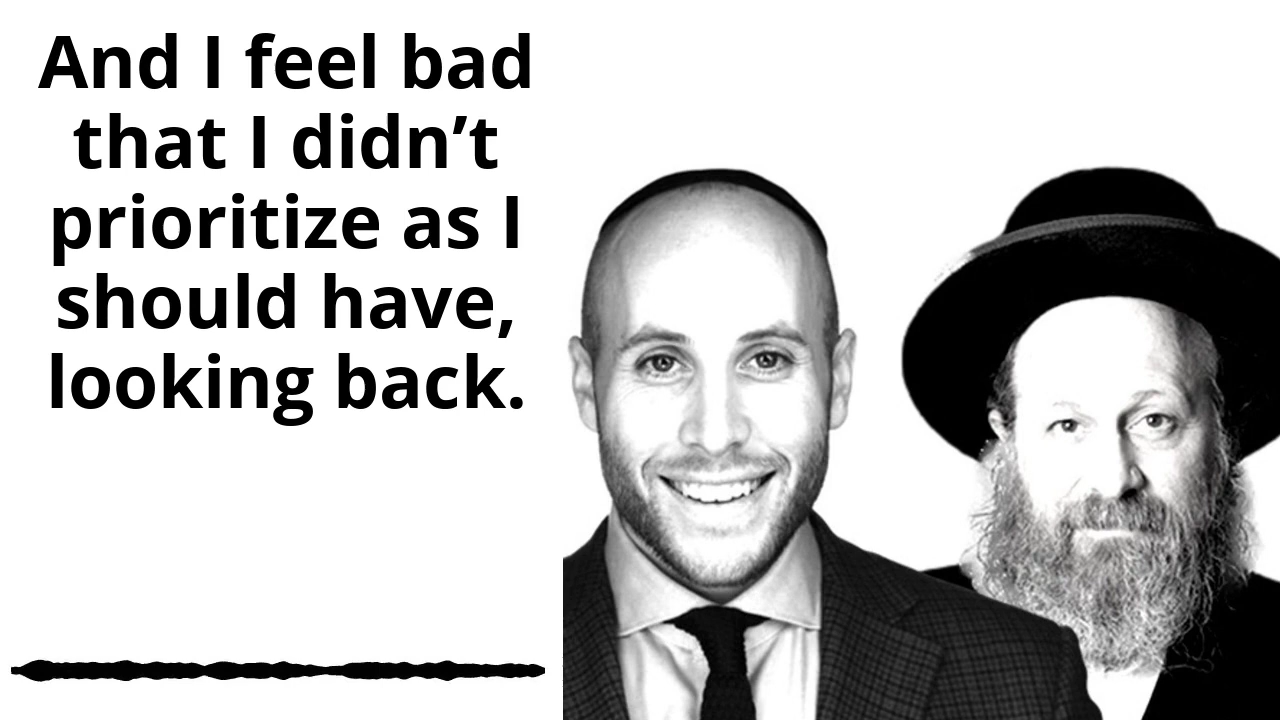 And I feel bad
that I didn’t
prioritize as I
should have,
looking back.